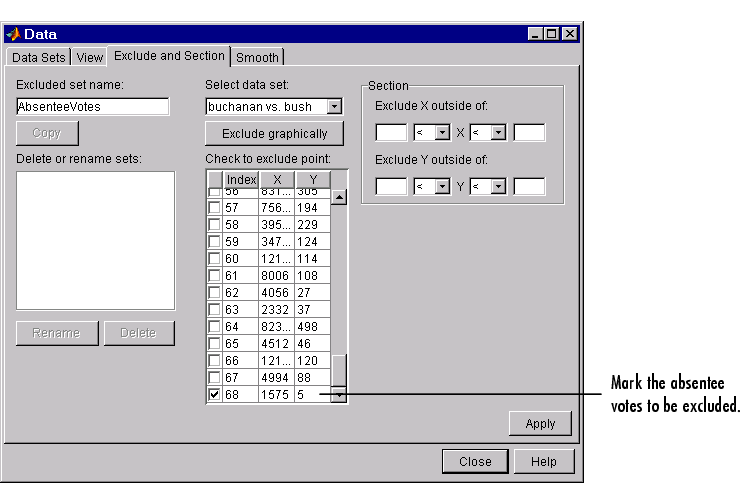 Data
Data Sets View Exclude and Section Smooth
Excluded set name:
AbsenteeVotes
Copy
Delete or rename sets:
Rename Delete
Select data set:
buchanan vs. bush
Exclude graphically
Check to exclude point:
Index X Y
56 831... 305
57 756... 194
58 395... 229
59 347... 124
60 121... 114
61 8006 108
62 4056 27
63 2332 37
64 823... 498
65 4512 46
66 121... 120
67 4994 88
68 1575 5
Section
Exclude X outside of:
< X <
Exclude Y outside of:
< Y <
Mark the absentee
votes to be excluded.
Apply
Close Help